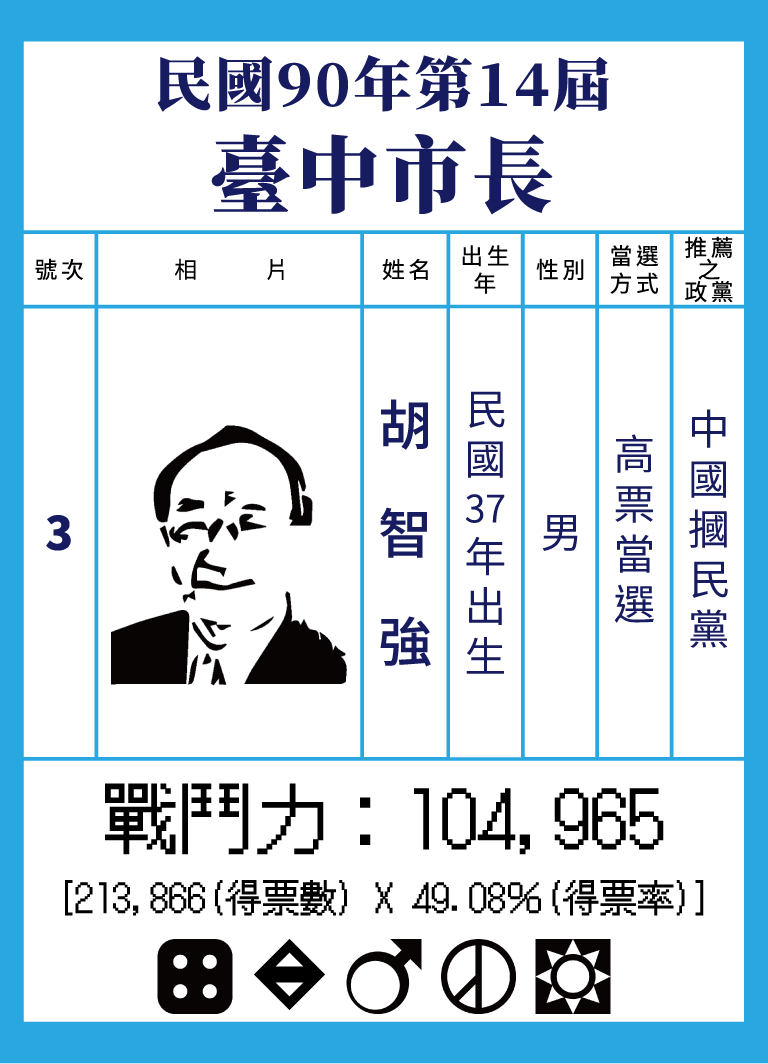 民國90年第14屆
臺中市長
號次
相片
姓名
出生年
性別
當選方式
推薦之政黨
3
胡智強
民國37年出生
男
高票當選
中國摑民黨
戰鬥力：104,965
[213,866(得票數) X 49.08%(得票率)]